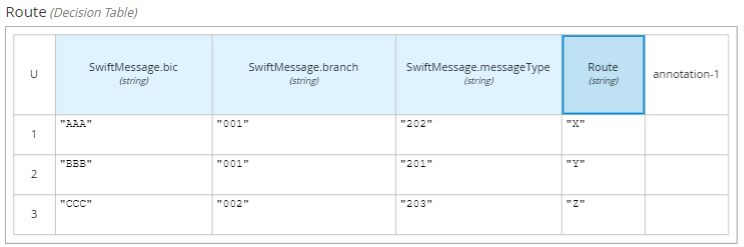 Route (Decision Table)
U SwiftMessage.bic (string) SwiftMessage.branch (string) SwiftMessage.messageType (string) Route (string) annotation-1
1 "AAA" "001" "202" "X"
2 "BBB" "001" "201" "Y"
3 "CCC" "002" "203" "Z"